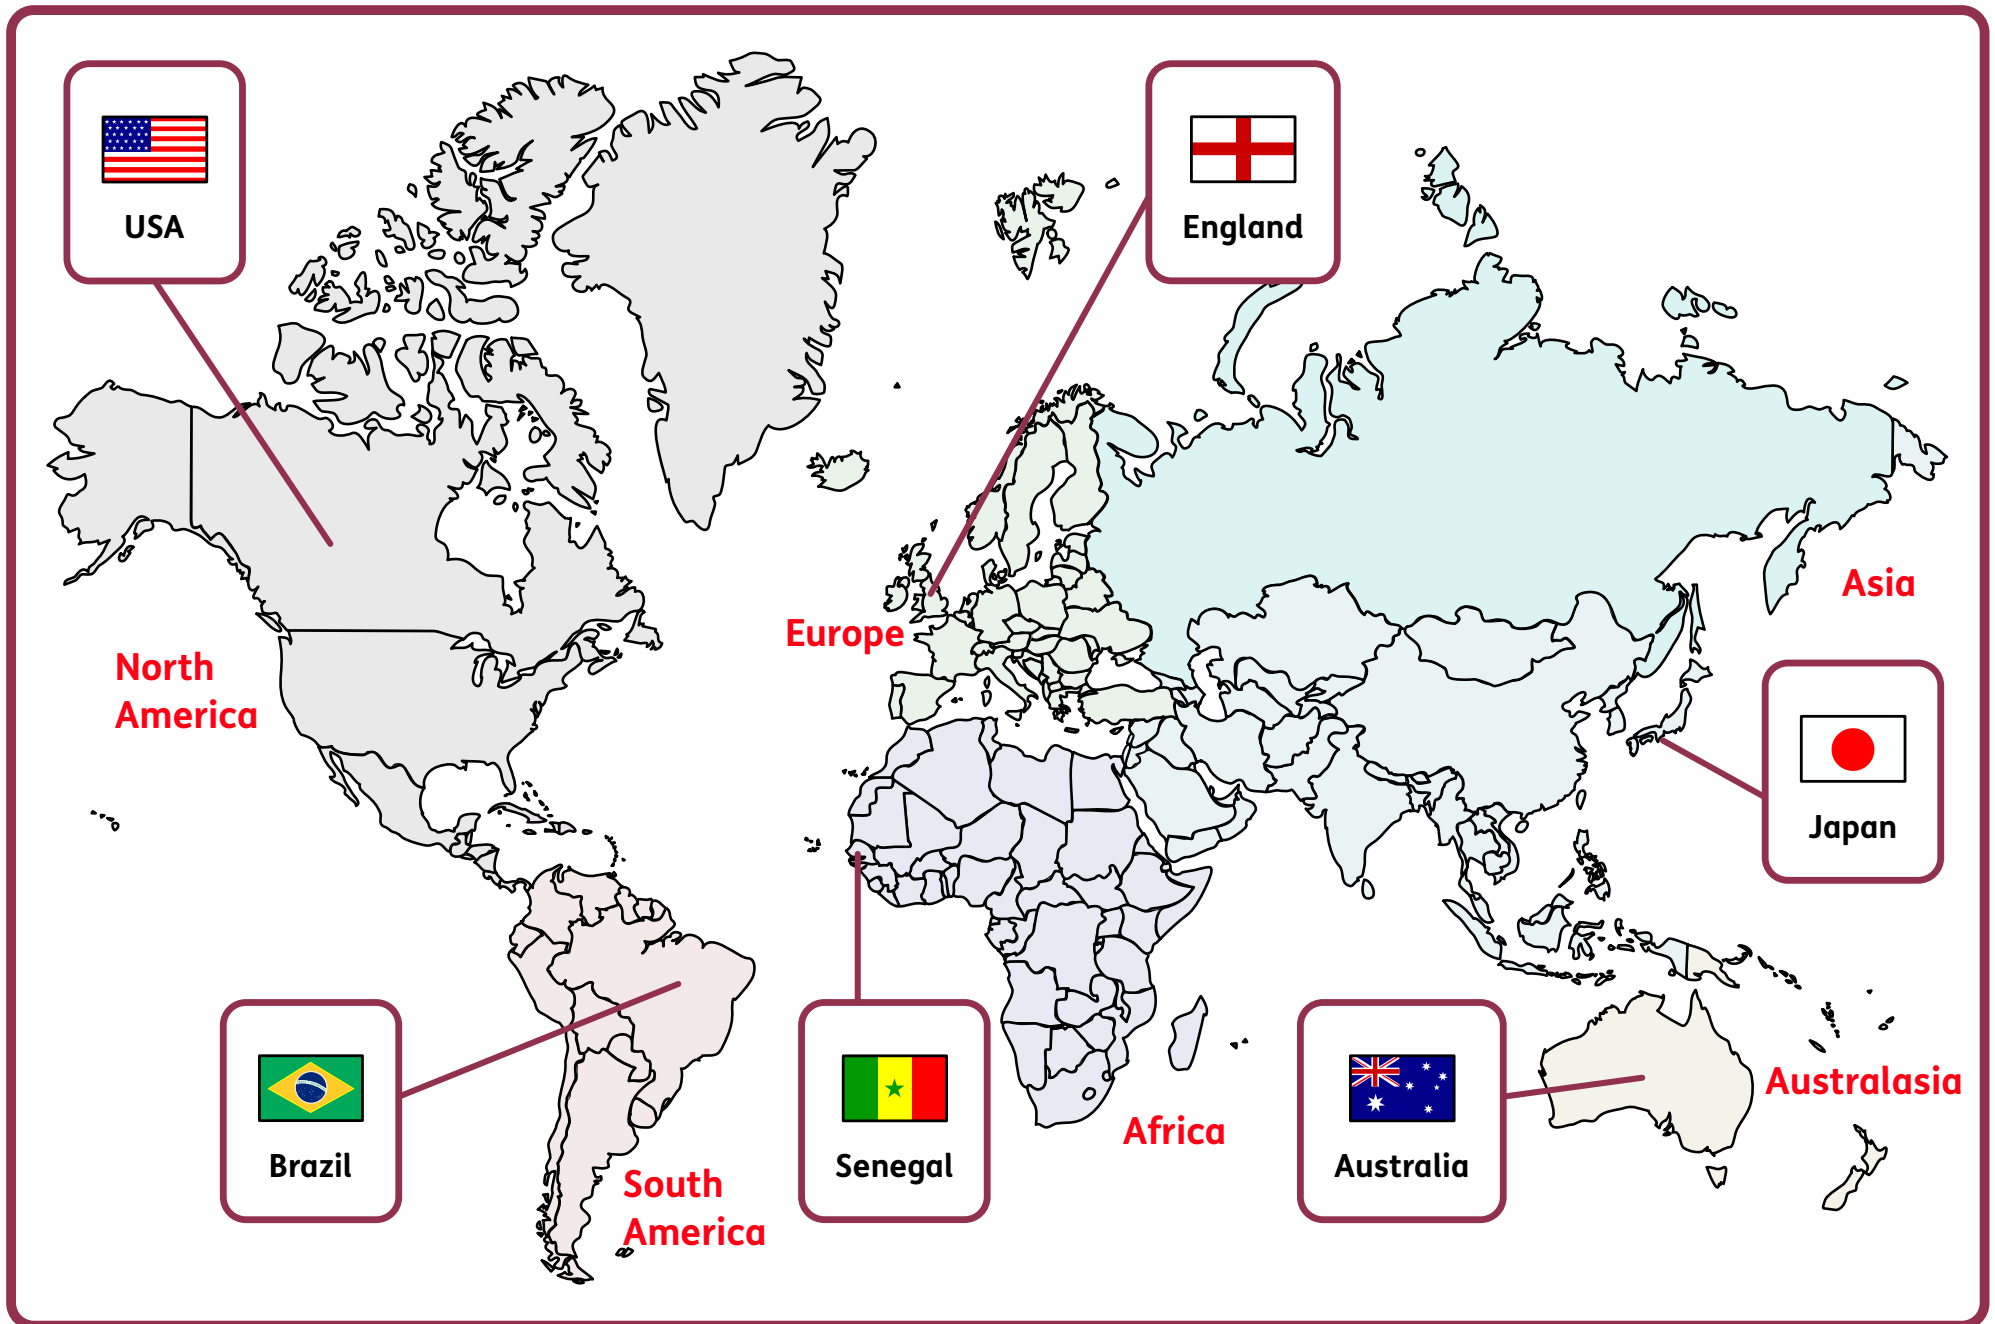 USA
England
Asia
Europe
North
America
Japan
Australasia
Africa
Brazil
Senegal
Australia
South
America